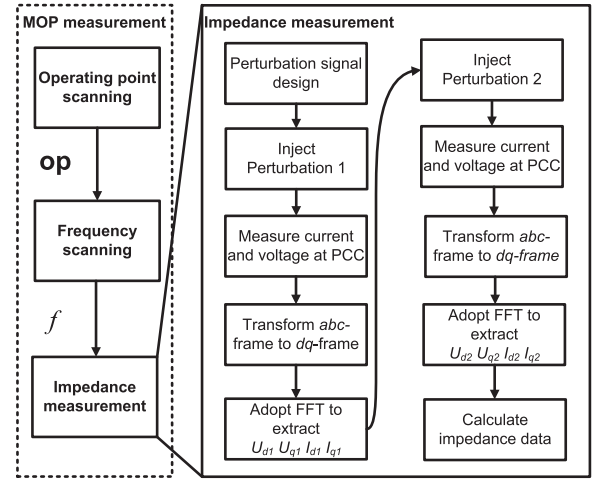 MOP measurement
Operating point
scanning
op
Frequency
scanning
f
Impedance
measurement
Impedance measurement
Perturbation signal
design
Inject
Perturbation 1
Measure current
and voltage at PCC
Transform abc-
frame to dq-frame
Adopt FFT to
extract
Ud1 Uq1 Id1 Iq1
Inject
Perturbation 2
Measure current
and voltage at PCC
Transform abc-
frame to dq-frame
Adopt FFT to
extract
Ud2 Uq2 Id2 Iq2
Calculate
impedance data